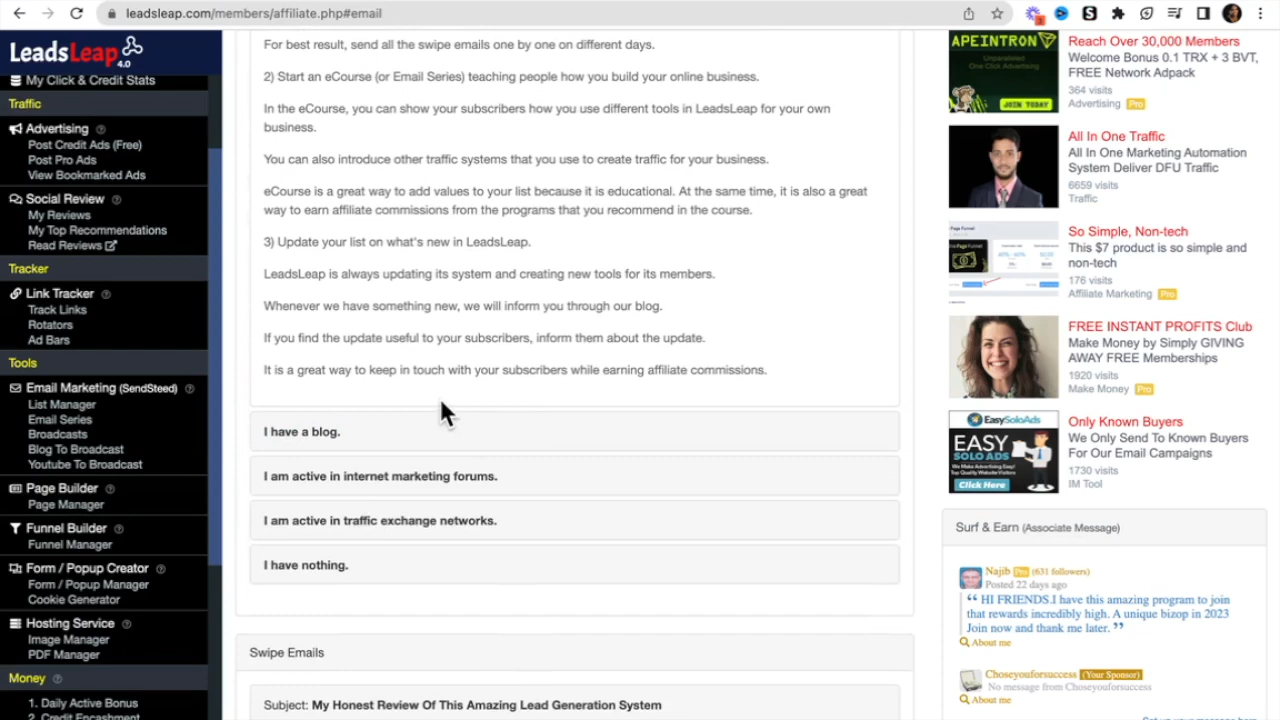 leadsleap.com/members/affiliate.php#email
3
LeadsLeap
4.0
My Click & Credit Stats
Traffic
Advertising
Post Credit Ads (Free)
Post Pro Ads
View Bookmarked Ads
Social Review
My Reviews
My Top Recommendations
Read Reviews
Tracker
Link Tracker
Track Links
Rotators
Ad Bars
Tools
Email Marketing (SendSteed)
List Manager
Email Series
Broadcasts
Blog To Broadcast
Youtube To Broadcast
Page Builder
Page Manager
Funnel Builder
Funnel Manager
Form / Popup Creator
Form / Popup Manager
Cookie Generator
Hosting Service
Image Manager
PDF Manager
Money
1. Daily Active Bonus
2. Credit Encashment
For best result, send all the swipe emails one by one on different days.
2) Start an eCourse (or Email Series) teaching people how you build your online business.
In the eCourse, you can show your subscribers how you use different tools in LeadsLeap for your own
business.
You can also introduce other traffic systems that you use to create traffic for your business.
eCourse is a great way to add values to your list because it is educational. At the same time, it is also a great
way to earn affiliate commissions from the programs that you recommend in the course.
3) Update your list on what's new in LeadsLeap.
LeadsLeap is always updating its system and creating new tools for its members.
Whenever we have something new, we will inform you through our blog.
If you find the update useful to your subscribers, inform them about the update.
It is a great way to keep in touch with your subscribers while earning affiliate commissions.
I have a blog.
I am active in internet marketing forums.
I am active in traffic exchange networks.
I have nothing.
Swipe Emails
Subject: My Honest Review Of This Amazing Lead Generation System
APEINTRON
One Click Advertising
JOIN TODAY
Reach Over 30,000 Members
Welcome Bonus 0.1 TRX + 3 BVT,
FREE Network Adpack
364 visits
Advertising Pro
All In One Traffic
All In One Marketing Automation
System Deliver DFU Traffic
6659 visits
Traffic
So Simple, Non-tech
This $7 product is so simple and
non-tech
176 visits
Affiliate Marketing Pro
FREE INSTANT PROFITS Club
Make Money by Simply GIVING
AWAY FREE Memberships
1920 visits
Make Money Pro
EasySoloAds
EASY
SOLO ADS
Click Here
Only Known Buyers
We Only Send To Known Buyers
For Our Email Campaigns
1730 visits
IM Tool
Surf & Earn (Associate Message)
Najib Pro (631 followers)
Posted 22 days ago
“ HI FRIENDS.I have this amazing program to join
that rewards incredibly high. A unique bizop in 2023
Join now and thank me later. ”
About me
Choseyouforsuccess (Your Sponsor)
No message from Choseyouforsuccess
About me
Set up your message here